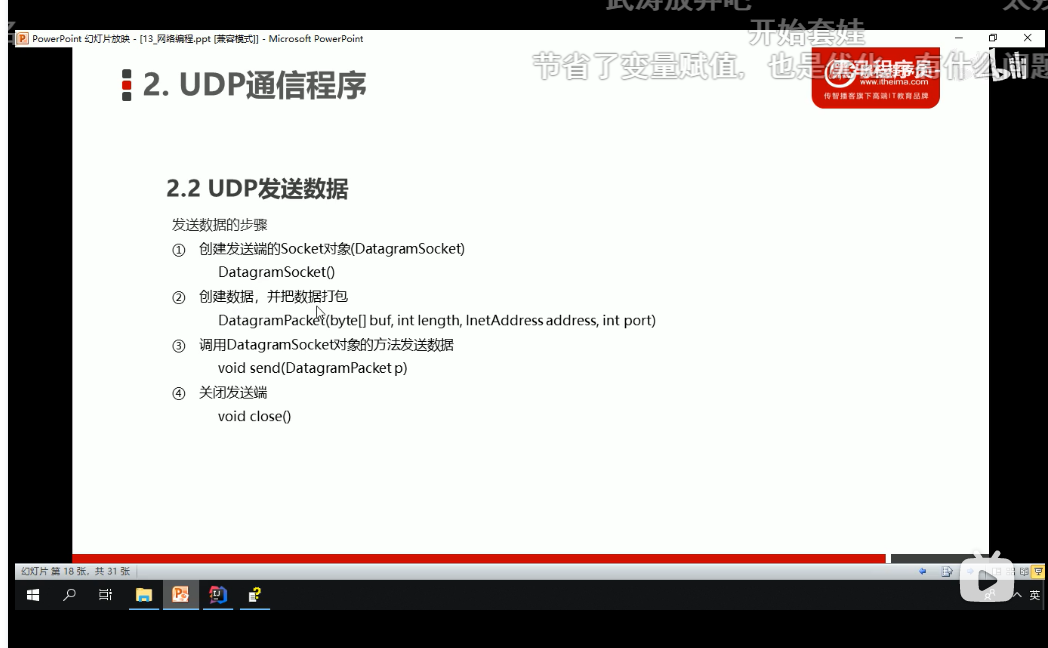 武涛放弃吧
开始套娃
PowerPoint 幻灯片放映 - [13_网络编程.ppt [兼容模式]] - Microsoft PowerPoint
节省了变量赋值，也是优化，有什么问题
黑马程序员
www.itheima.com
传智播客旗下高端IT教育品牌
2. UDP通信程序
2.2 UDP发送数据
发送数据的步骤
① 创建发送端的Socket对象(DatagramSocket)
DatagramSocket()
② 创建数据，并把数据打包
DatagramPacket(byte[] buf, int length, InetAddress address, int port)
③ 调用DatagramSocket对象的方法发送数据
void send(DatagramPacket p)
④ 关闭发送端
void close()
幻灯片 第 18 张，共 31 张
英